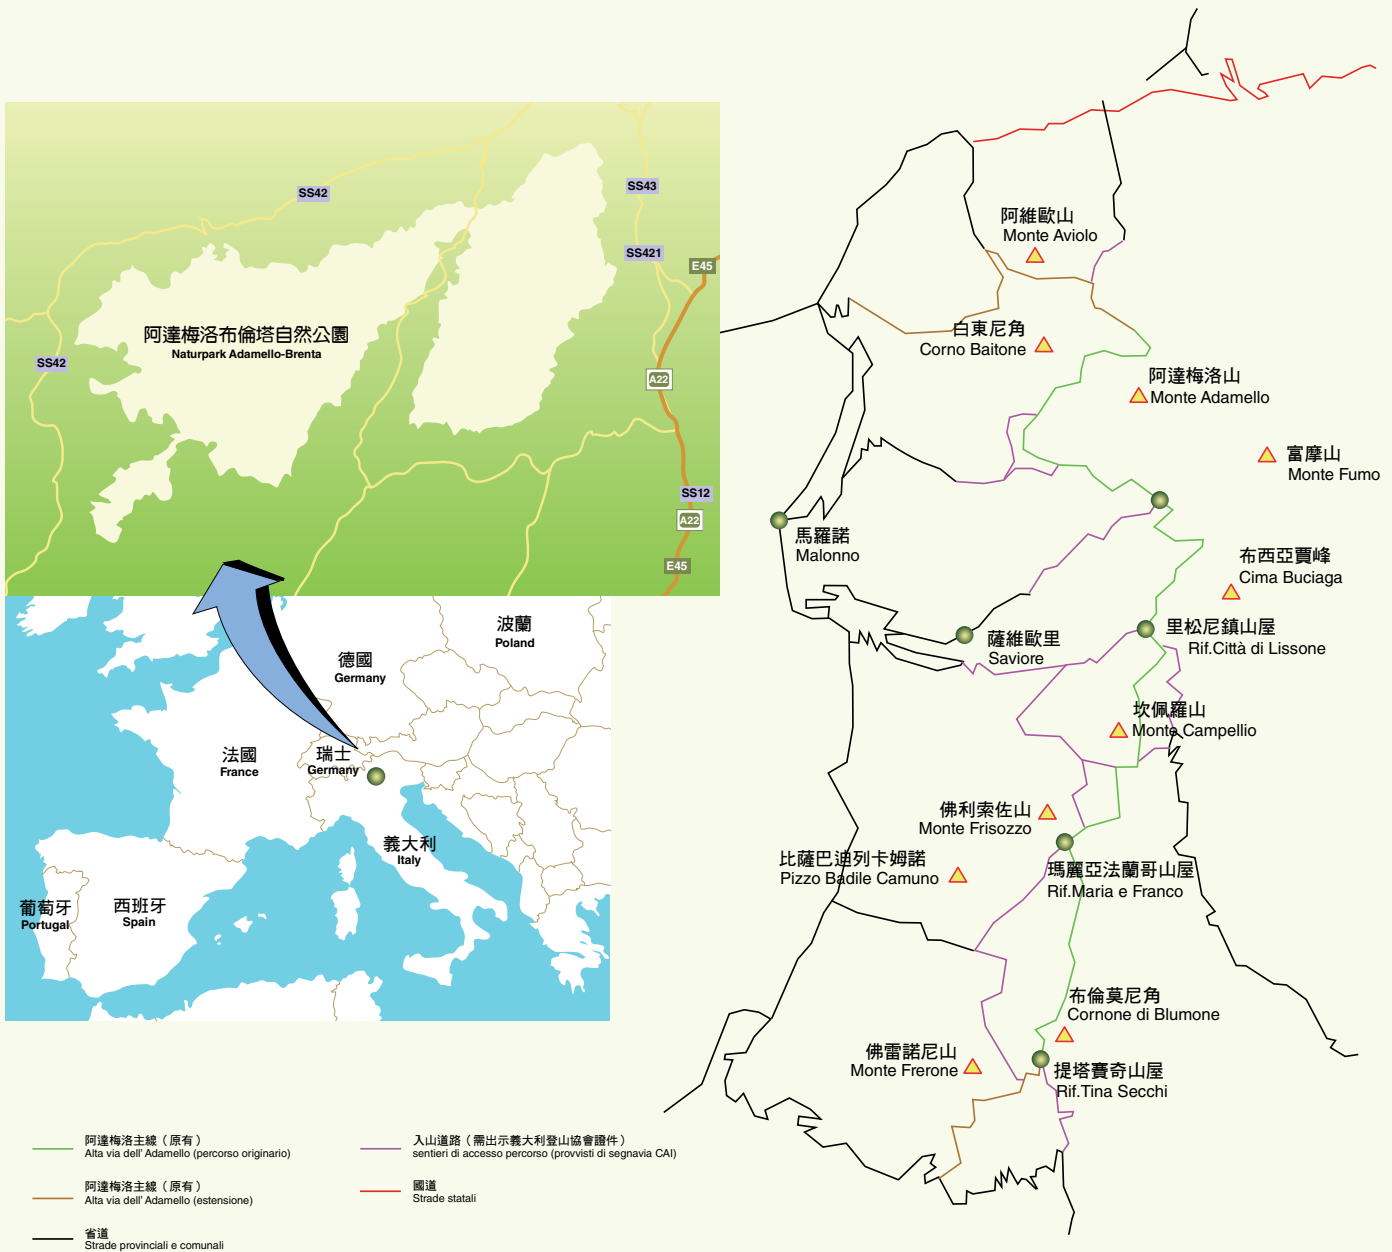 SS42
SS43
SS421
E45
阿達梅洛布倫塔自然公園
Naturpark Adamello-Brenta
SS42
A22
SS12
A22
E45
波蘭
Poland
德國
Germany
法國
France
瑞士
Germany
義大利
Italy
葡萄牙
Portugal
西班牙
Spain
阿維歐山
Monte Aviolo
白東尼角
Corno Baitone
阿達梅洛山
Monte Adamello
富摩山
Monte Fumo
馬羅諾
Malonno
布西亞賈峰
Cima Buciaga
薩維歐里
Saviore
里松尼鎮山屋
Rif.Città di Lissone
坎佩羅山
Monte Campellio
佛利索佐山
Monte Frisozzo
比薩巴迪列卡姆諾
Pizzo Badile Camuno
瑪麗亞法蘭哥山屋
Rif.Maria e Franco
布倫莫尼角
Cornone di Blumone
佛雷諾尼山
Monte Frerone
提塔賽奇山屋
Rif.Tina Secchi
阿達梅洛主線（原有）
Alta via dell' Adamello (percorso originario)
阿達梅洛主線（原有）
Alta via dell' Adamello (estensione)
省道
Strade provinciali e comunali
入山道路（需出示義大利登山協會證件）
sentieri di accesso percorso (provvisti di segnavia CAI)
國道
Strade statali